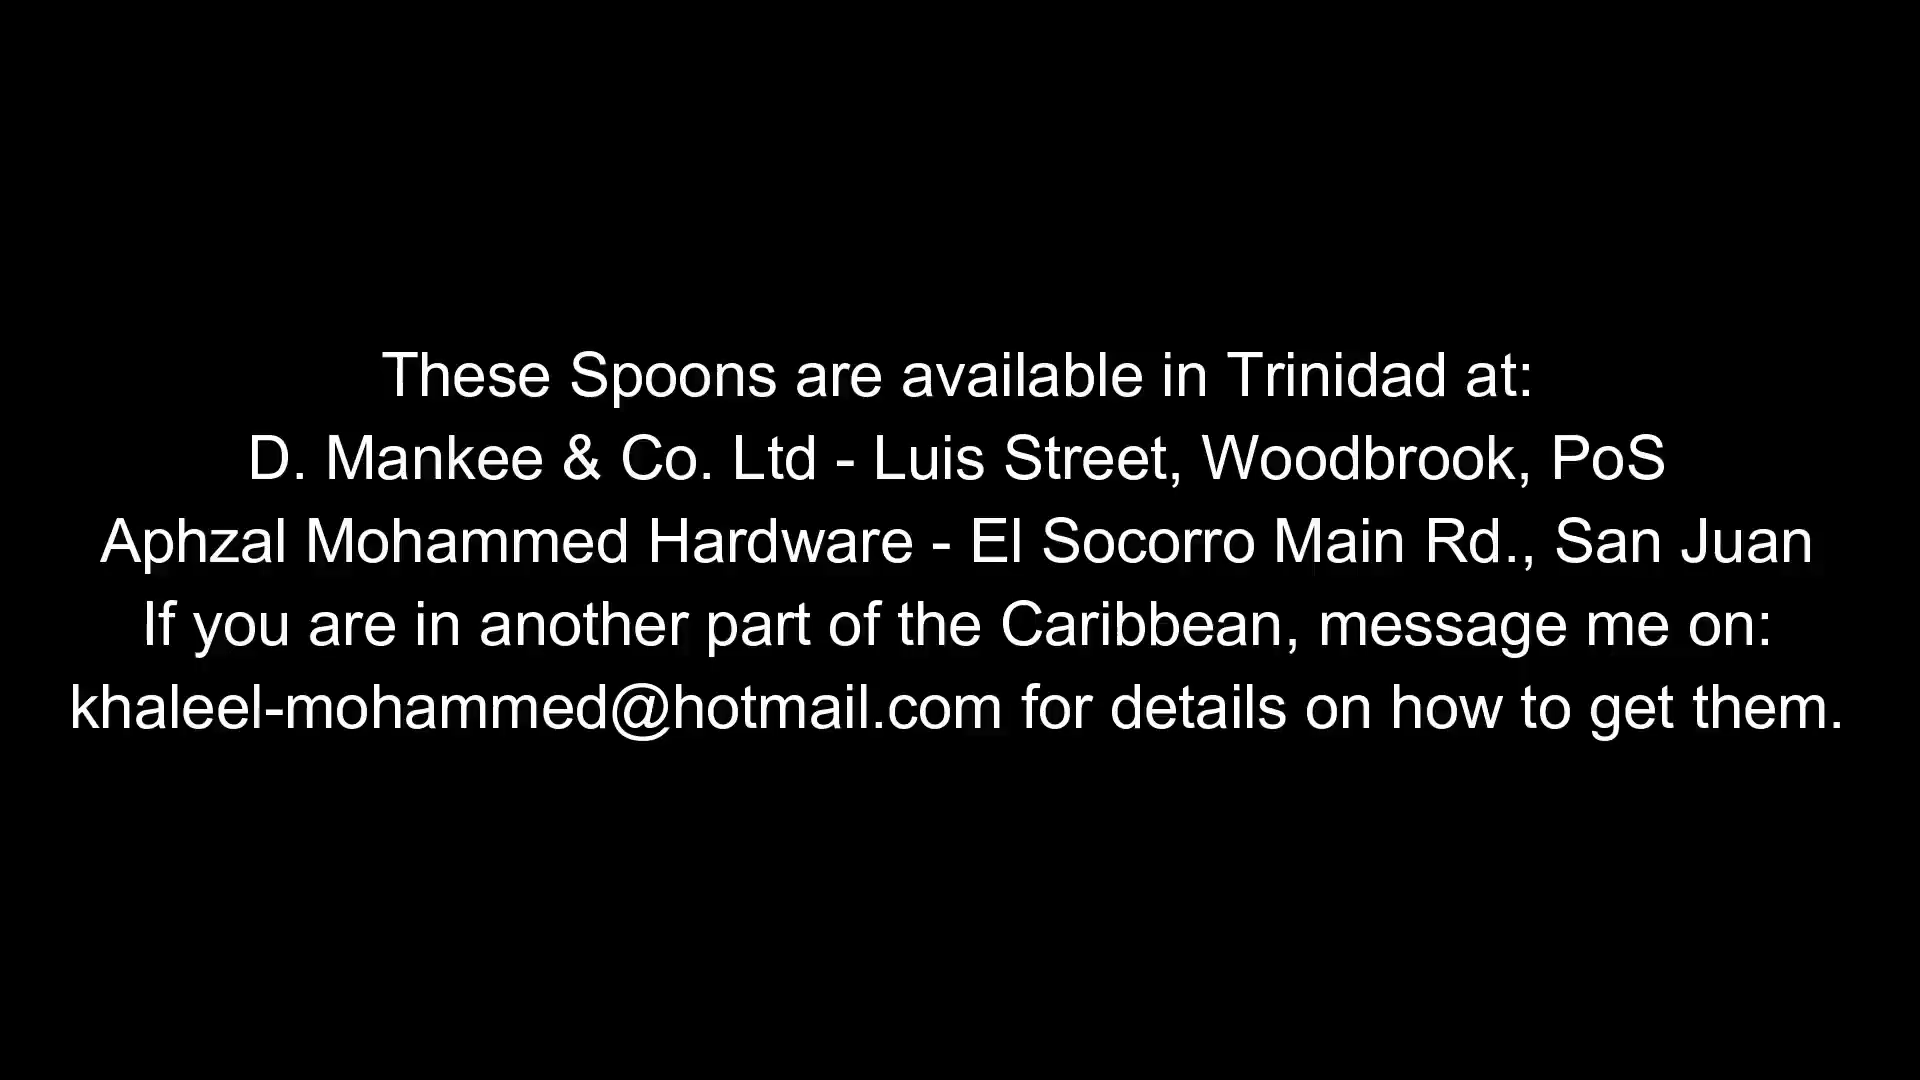 These Spoons are available in Trinidad at:
D. Mankee & Co. Ltd - Luis Street, Woodbrook, PoS
Aphzal Mohammed Hardware - El Socorro Main Rd., San Juan
If you are in another part of the Caribbean, message me on:
khaleel-mohammed@hotmail.com for details on how to get them.